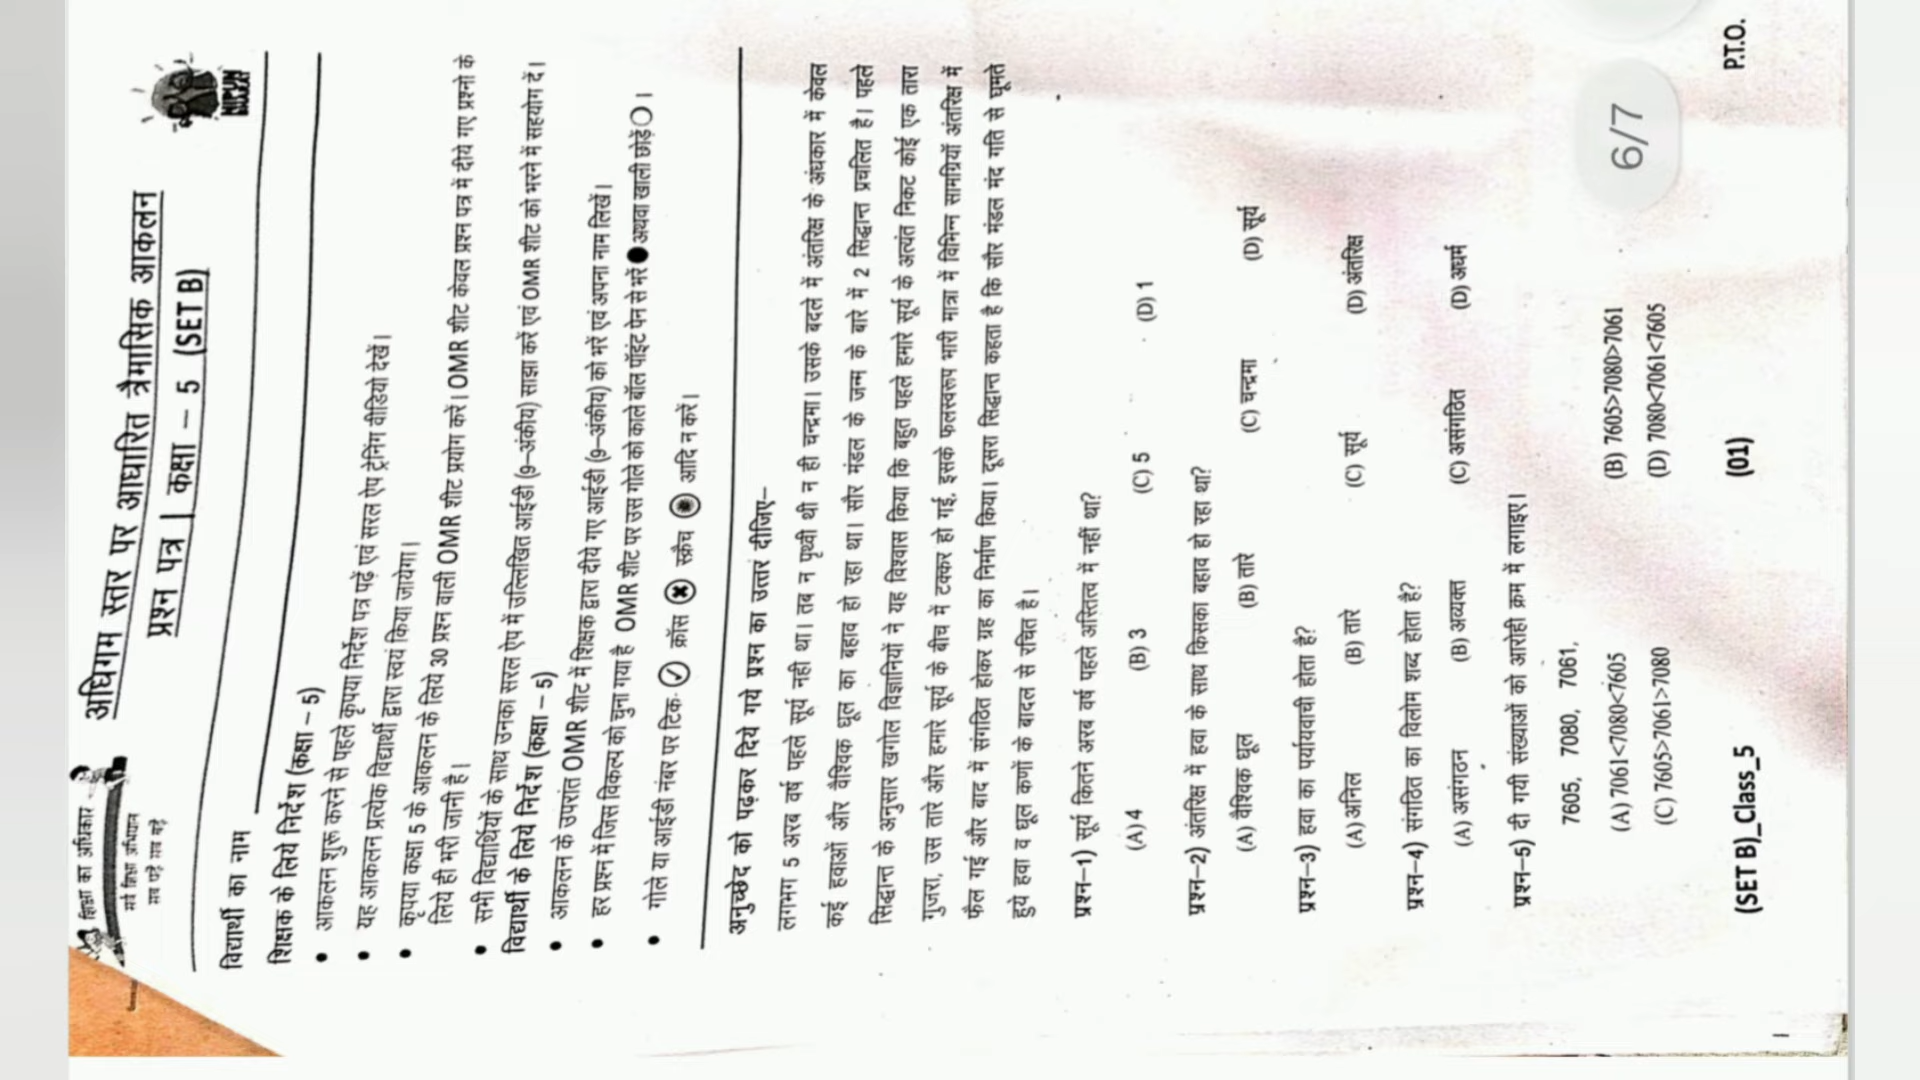 शिक्षा का अधिकार
सर्व शिक्षा अभियान
सब पढ़ें सब बढ़ें
अधिगम स्तर पर आधारित त्रैमासिक आकलन
प्रश्न पत्र | कक्षा – 5 (SET B)
NIPUN
विद्यार्थी का नाम
शिक्षक के लिये निर्देश (कक्षा – 5)
• आकलन शुरू करने से पहले कृपया निर्देश पत्र पढ़ें एवं सरल ऐप ट्रेनिंग वीडियो देखें।
• यह आकलन प्रत्येक विद्यार्थी द्वारा स्वयं किया जायेगा।
• कृपया कक्षा 5 के आकलन के लिये 30 प्रश्न वाली OMR शीट प्रयोग करें। OMR शीट केवल प्रश्न पत्र में दीये गए प्रश्नो के
लिये ही भरी जानी है।
• सभी विद्यार्थियों के साथ उनका सरल ऐप में उल्लिखित आईडी (9–अंकीय) साझा करें एवं OMR शीट को भरने में सहयोग दें।
विद्यार्थी के लिये निर्देश (कक्षा – 5)
• आकलन के उपरांत OMR शीट में शिक्षक द्वारा दीये गए आईडी (9–अंकीय) को भरें एवं अपना नाम लिखें।
• हर प्रश्न में जिस विकल्प को चुना गया है OMR शीट पर उस गोले को काले बॉल पॉइंट पेन से भरें ● अथवा खाली छोड़ें ○।
• गोले या आईडी नंबर पर टिक ✓ क्रॉस ✖ स्क्रैच आदि न करें।
अनुच्छेद को पढ़कर दिये गये प्रश्न का उत्तर दीजिए–
लगभग 5 अरब वर्ष पहले सूर्य नही था। तब न पृथ्वी थी न ही चन्द्रमा। उसके बदले में अंतरिक्ष के अंधकार में केवल
कई हवाओं और वैश्विक धूल का बहाव हो रहा था। सौर मंडल के जन्म के बारे में 2 सिद्धान्त प्रचलित है। पहले
सिद्धान्त के अनुसार खगोल विज्ञानियों ने यह विश्वास किया कि बहुत पहले हमारे सूर्य के अत्यंत निकट कोई एक तारा
गुजरा, उस तारे और हमारे सूर्य के बीच में टक्कर हो गई, इसके फलस्वरूप भारी मात्रा में विभिन्न सामग्रियाँ अंतरिक्ष में
फैल गई और बाद में संगठित होकर ग्रह का निर्माण किया। दूसरा सिद्धान्त कहता है कि सौर मंडल मंद गति से घूमते
हुये हवा व धूल कणों के बादल से रचित है।
प्रश्न–1) सूर्य कितने अरब वर्ष पहले अस्तित्व में नहीं था?
(A) 4 (B) 3 (C) 5 (D) 1
प्रश्न–2) अंतरिक्ष में हवा के साथ किसका बहाव हो रहा था?
(A) वैश्विक धूल (B) तारे (C) चन्द्रमा (D) सूर्य
प्रश्न–3) हवा का पर्यायवाची होता है?
(A) अनिल (B) तारे (C) सूर्य (D) अंतरिक्ष
प्रश्न–4) संगठित का विलोम शब्द होता है?
(A) असंगठन (B) अव्यक्त (C) असंगठित (D) अधर्म
प्रश्न–5) दी गयी संख्याओं को आरोही क्रम में लगाइए।
7605, 7080, 7061,
(A) 7061<7080<7605 (B) 7605>7080>7061
(C) 7605>7061>7080 (D) 7080<7061<7605
(SET B)_Class_5 (01) P.T.O.
6/7